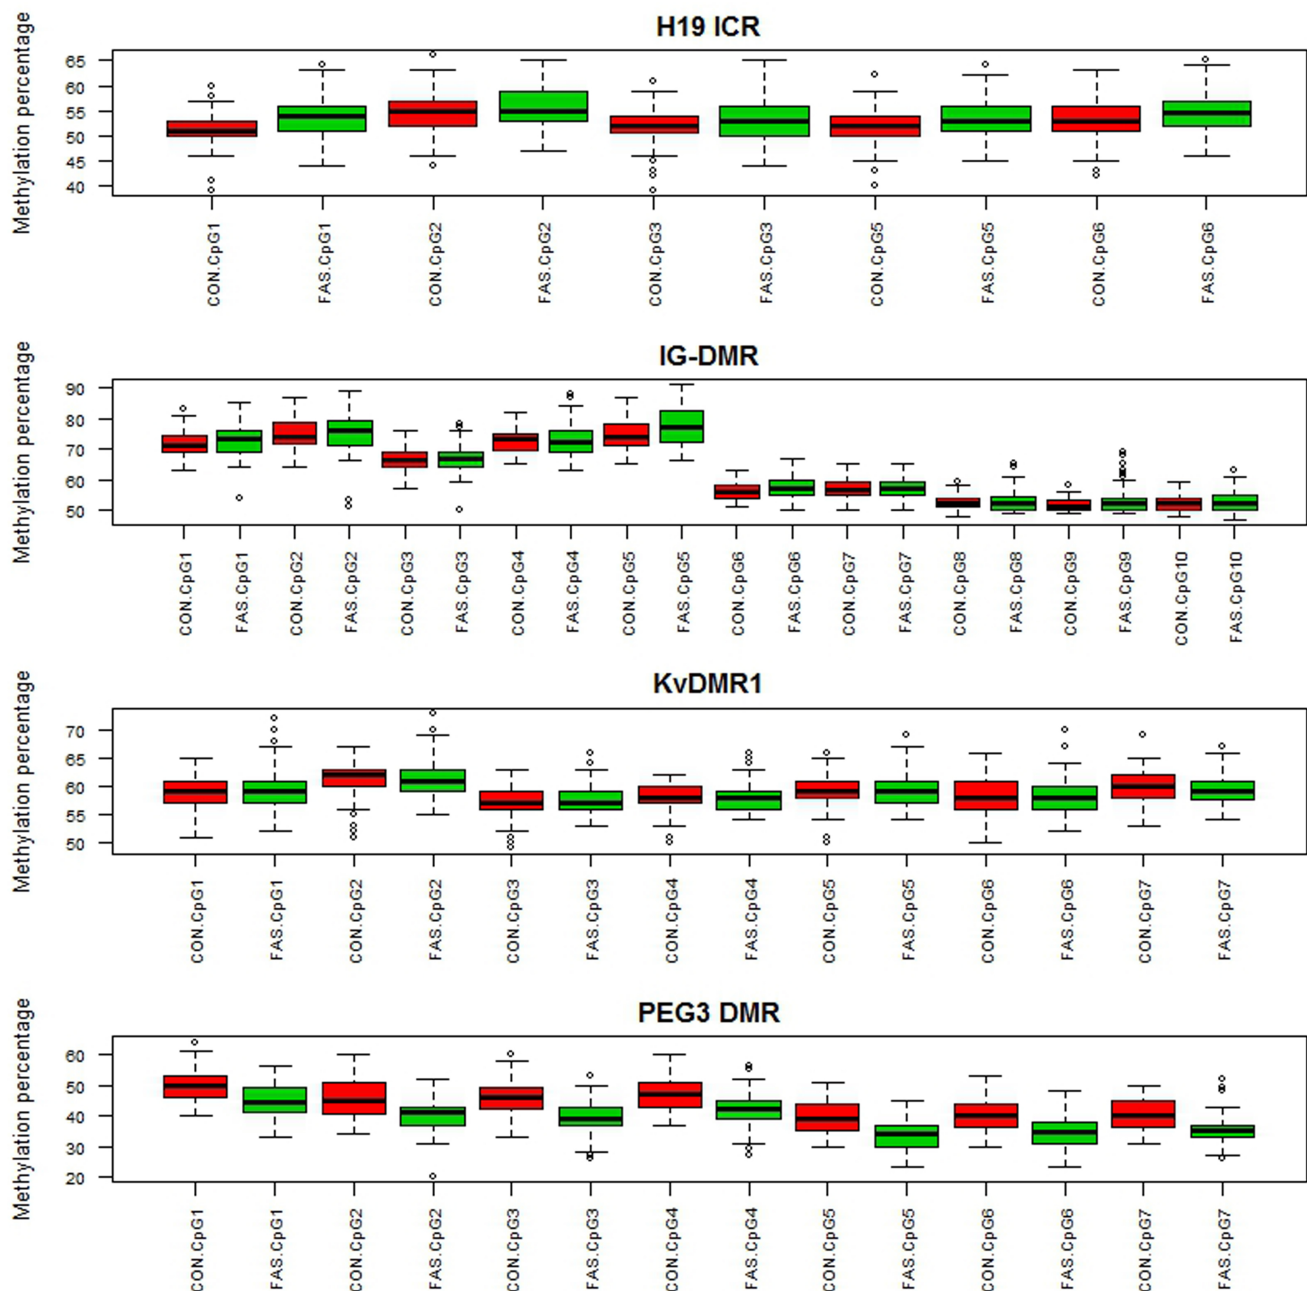 H19 ICR
Methylation percentage
65
60
55
50
45
40
CON.CpG1 FAS.CpG1 CON.CpG2 FAS.CpG2 CON.CpG3 FAS.CpG3 CON.CpG5 FAS.CpG5 CON.CpG6 FAS.CpG6
IG-DMR
Methylation percentage
90
80
70
60
50
CON.CpG1 FAS.CpG1 CON.CpG2 FAS.CpG2 CON.CpG3 FAS.CpG3 CON.CpG4 FAS.CpG4 CON.CpG5 FAS.CpG5 CON.CpG6 FAS.CpG6 CON.CpG7 FAS.CpG7 CON.CpG8 FAS.CpG8 CON.CpG9 FAS.CpG9 CON.CpG10 FAS.CpG10
KvDMR1
Methylation percentage
70
65
60
55
50
CON.CpG1 FAS.CpG1 CON.CpG2 FAS.CpG2 CON.CpG3 FAS.CpG3 CON.CpG4 FAS.CpG4 CON.CpG5 FAS.CpG5 CON.CpG6 FAS.CpG6 CON.CpG7 FAS.CpG7
PEG3 DMR
Methylation percentage
60
50
40
30
20
CON.CpG1 FAS.CpG1 CON.CpG2 FAS.CpG2 CON.CpG3 FAS.CpG3 CON.CpG4 FAS.CpG4 CON.CpG5 FAS.CpG5 CON.CpG6 FAS.CpG6 CON.CpG7 FAS.CpG7